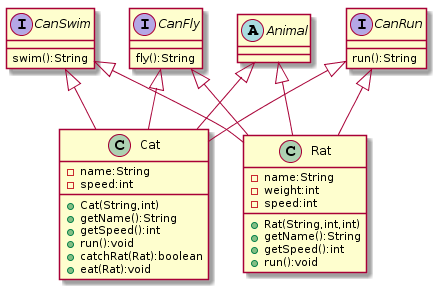 I CanSwim
swim():String
I CanFly
fly():String
A Animal
I CanRun
run():String
C Cat
name:String
speed:int
Cat(String,int)
getName():String
getSpeed():int
run():void
catchRat(Rat):boolean
eat(Rat):void
C Rat
name:String
weight:int
speed:int
Rat(String,int,int)
getName():String
getSpeed():int
run():void